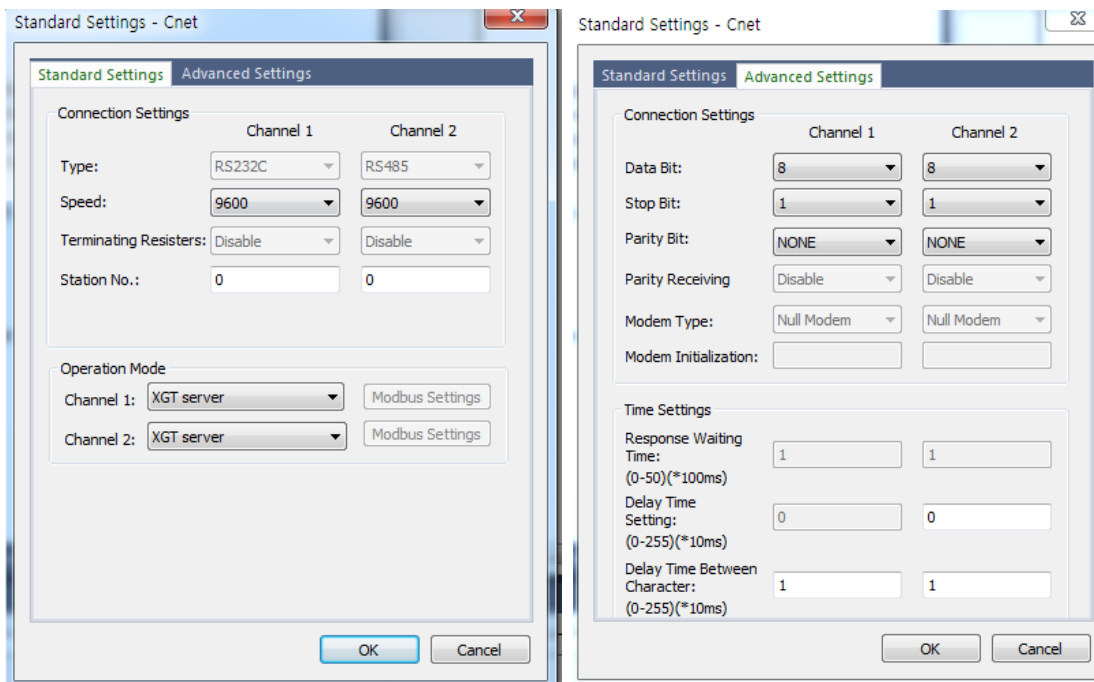 Standard Settings - Cnet
Standard Settings Advanced Settings
Connection Settings
Channel 1 Channel 2
Type: RS232C RS485
Speed: 9600 9600
Terminating Resisters: Disable Disable
Station No.: 0 0
Operation Mode
Channel 1: XGT server Modbus Settings
Channel 2: XGT server Modbus Settings
OK Cancel
Standard Settings - Cnet
Standard Settings Advanced Settings
Connection Settings
Channel 1 Channel 2
Data Bit: 8 8
Stop Bit: 1 1
Parity Bit: NONE NONE
Parity Receiving Disable Disable
Modem Type: Null Modem Null Modem
Modem Initialization:
Time Settings
Response Waiting
Time: 1 1
(0-50)(*100ms)
Delay Time
Setting: 0 0
(0-255)(*10ms)
Delay Time Between
Character: 1 1
(0-255)(*10ms)
OK Cancel